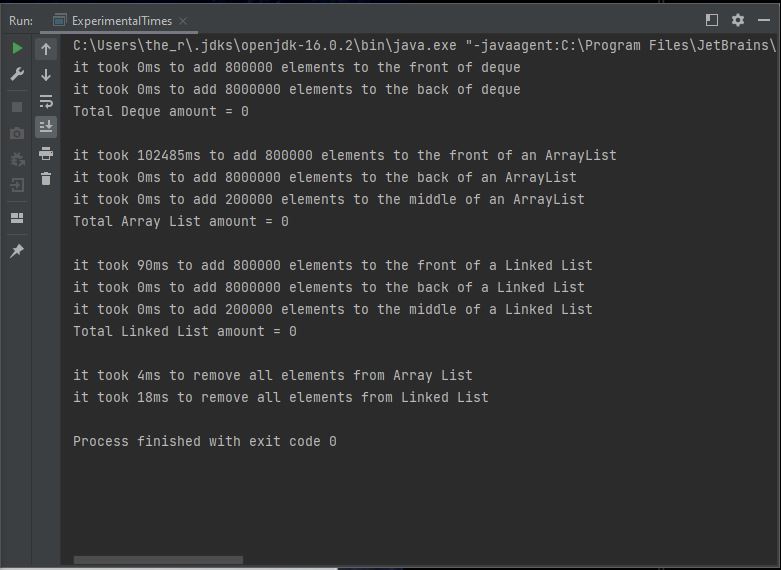 Run: ExperimentalTimes
C:\Users\the_r\.jdks\openjdk-16.0.2\bin\java.exe "-javaagent:C:\Program Files\JetBrains\
it took 0ms to add 800000 elements to the front of deque
it took 0ms to add 8000000 elements to the back of deque
Total Deque amount = 0
it took 102485ms to add 800000 elements to the front of an ArrayList
it took 0ms to add 8000000 elements to the back of an ArrayList
it took 0ms to add 200000 elements to the middle of an ArrayList
Total Array List amount = 0
it took 90ms to add 800000 elements to the front of a Linked List
it took 0ms to add 8000000 elements to the back of a Linked List
it took 0ms to add 200000 elements to the middle of a Linked List
Total Linked List amount = 0
it took 4ms to remove all elements from Array List
it took 18ms to remove all elements from Linked List
Process finished with exit code 0